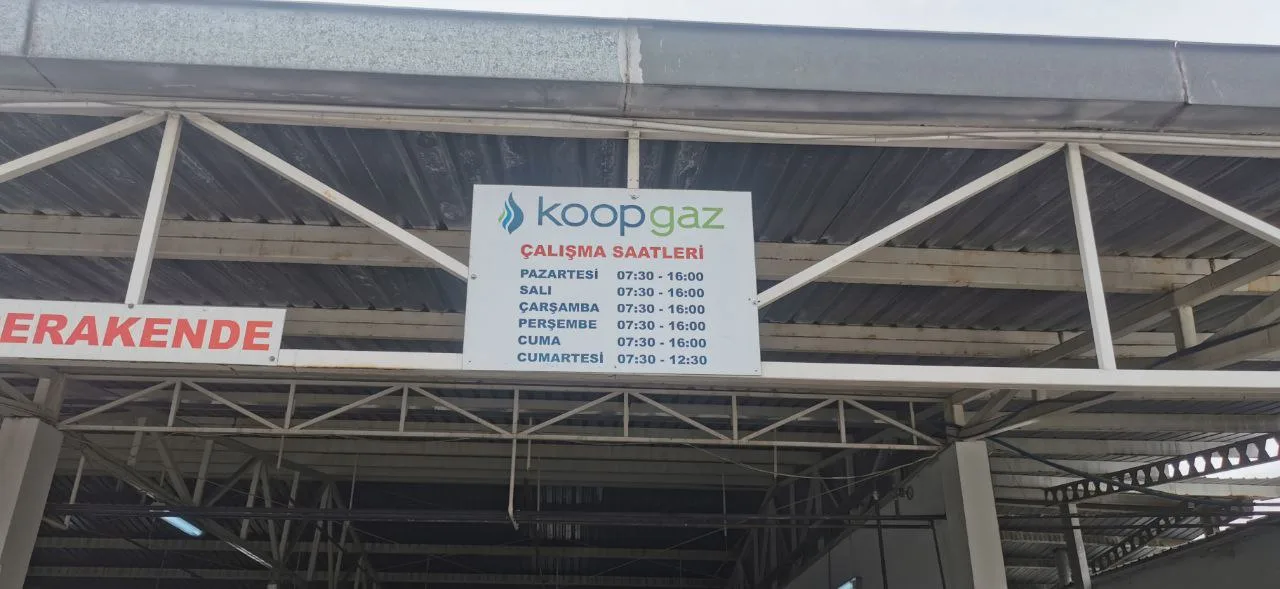 koopgaz
ÇALIŞMA SAATLERİ
PAZARTESİ 07:30 - 16:00
SALI 07:30 - 16:00
ÇARŞAMBA 07:30 - 16:00
PERŞEMBE 07:30 - 16:00
CUMA 07:30 - 16:00
CUMARTESİ 07:30 - 12:30
PERAKENDE